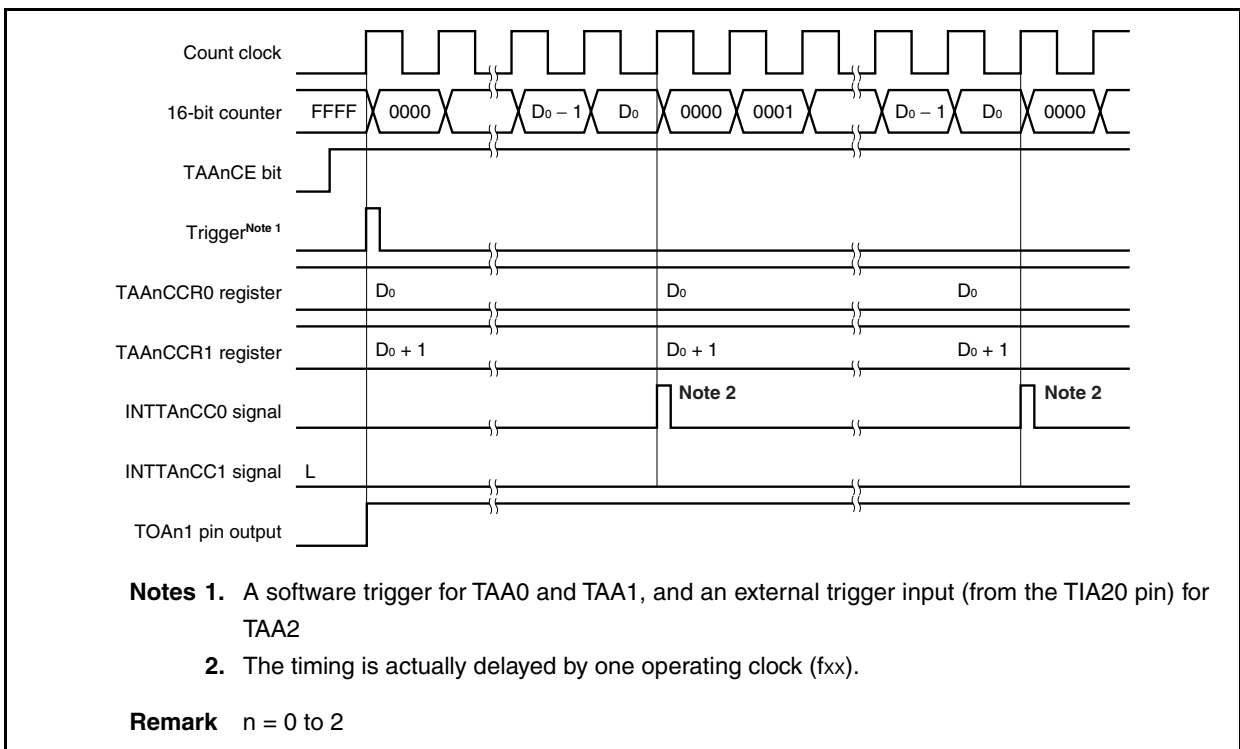 Count clock
16-bit counter FFFF 0000 D₀ − 1 D₀ 0000 0001 D₀ − 1 D₀ 0000
TAAnCE bit
Trigger^Note 1
TAAnCCR0 register D₀ D₀ D₀
TAAnCCR1 register D₀ + 1 D₀ + 1 D₀ + 1
INTTAnCC0 signal Note 2 Note 2
INTTAnCC1 signal L
TOAn1 pin output
Notes 1. A software trigger for TAA0 and TAA1, and an external trigger input (from the TIA20 pin) for
TAA2
2. The timing is actually delayed by one operating clock (fxx).
Remark n = 0 to 2